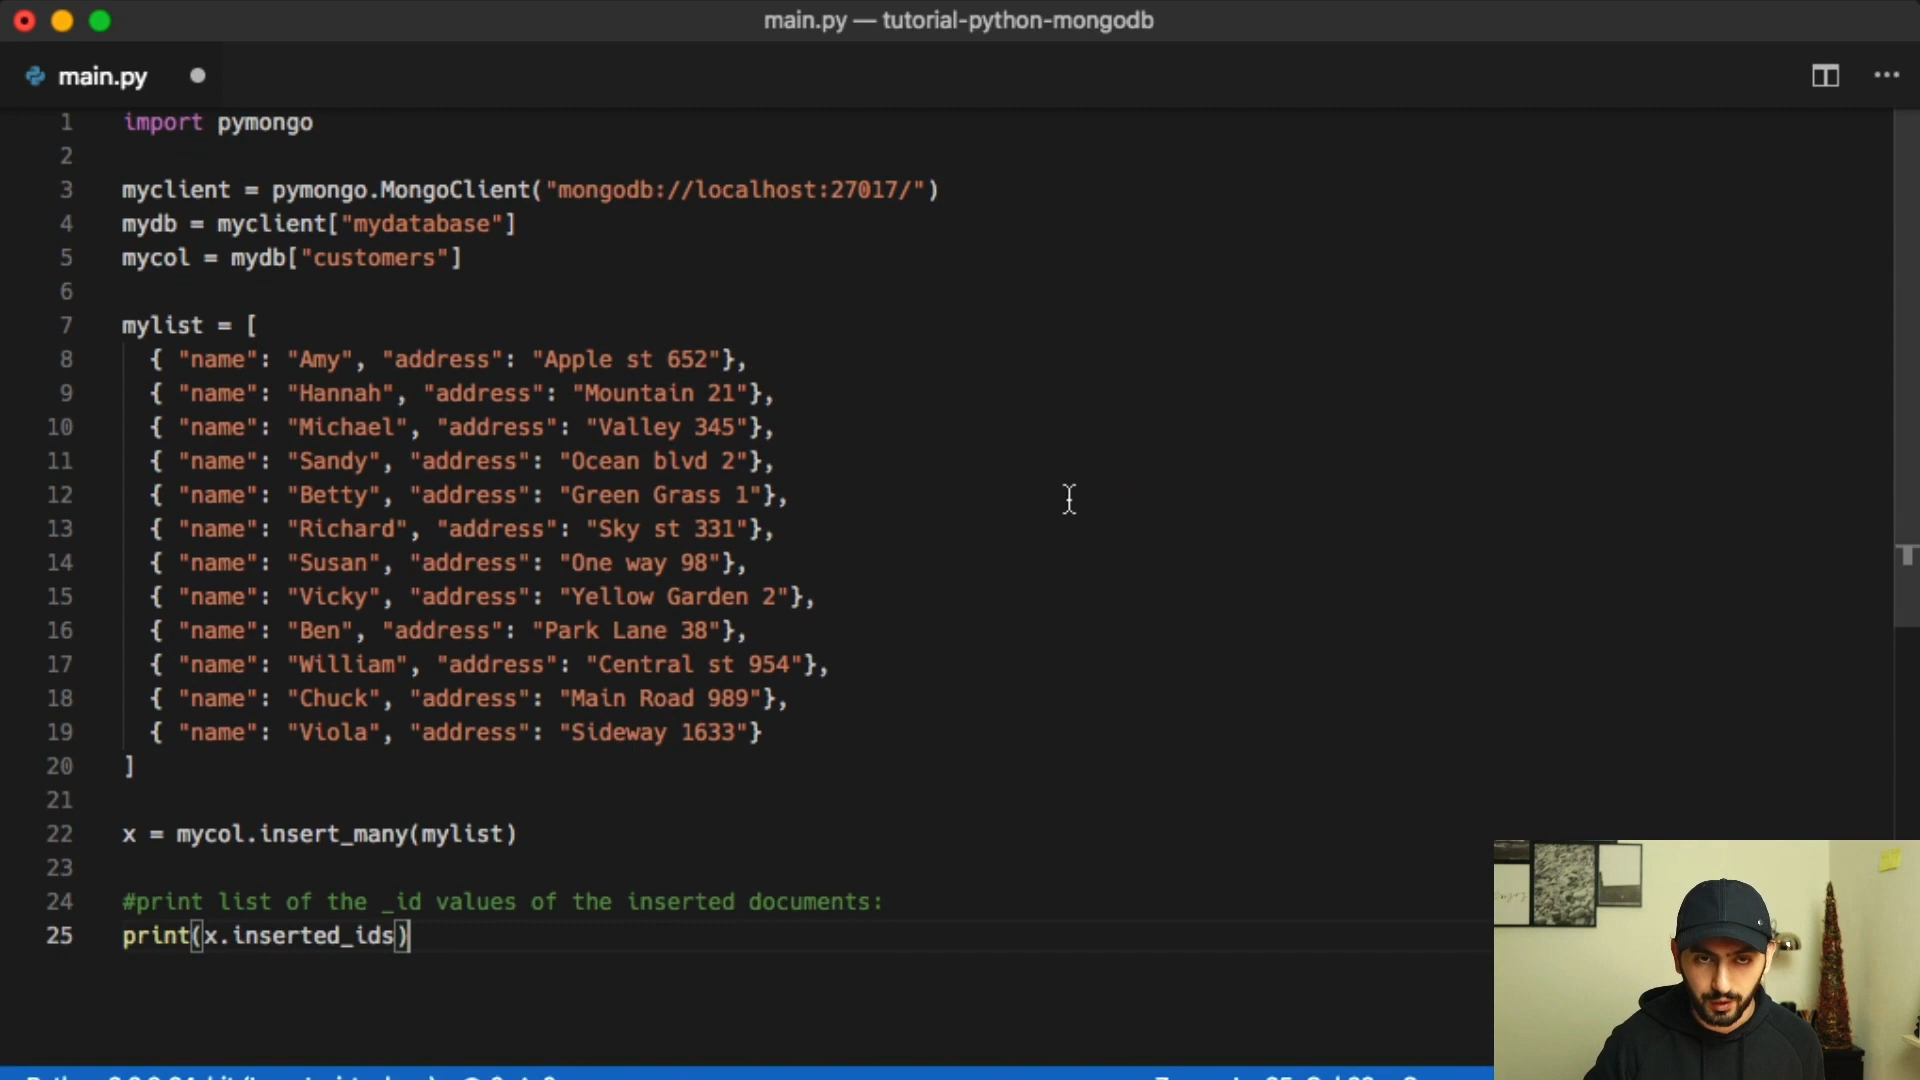 main.py — tutorial-python-mongodb
main.py
1 import pymongo
2
3 myclient = pymongo.MongoClient("mongodb://localhost:27017/")
4 mydb = myclient["mydatabase"]
5 mycol = mydb["customers"]
6
7 mylist = [
8 { "name": "Amy", "address": "Apple st 652"},
9 { "name": "Hannah", "address": "Mountain 21"},
10 { "name": "Michael", "address": "Valley 345"},
11 { "name": "Sandy", "address": "Ocean blvd 2"},
12 { "name": "Betty", "address": "Green Grass 1"},
13 { "name": "Richard", "address": "Sky st 331"},
14 { "name": "Susan", "address": "One way 98"},
15 { "name": "Vicky", "address": "Yellow Garden 2"},
16 { "name": "Ben", "address": "Park Lane 38"},
17 { "name": "William", "address": "Central st 954"},
18 { "name": "Chuck", "address": "Main Road 989"},
19 { "name": "Viola", "address": "Sideway 1633"}
20 ]
21
22 x = mycol.insert_many(mylist)
23
24 #print list of the _id values of the inserted documents:
25 print(x.inserted_ids)